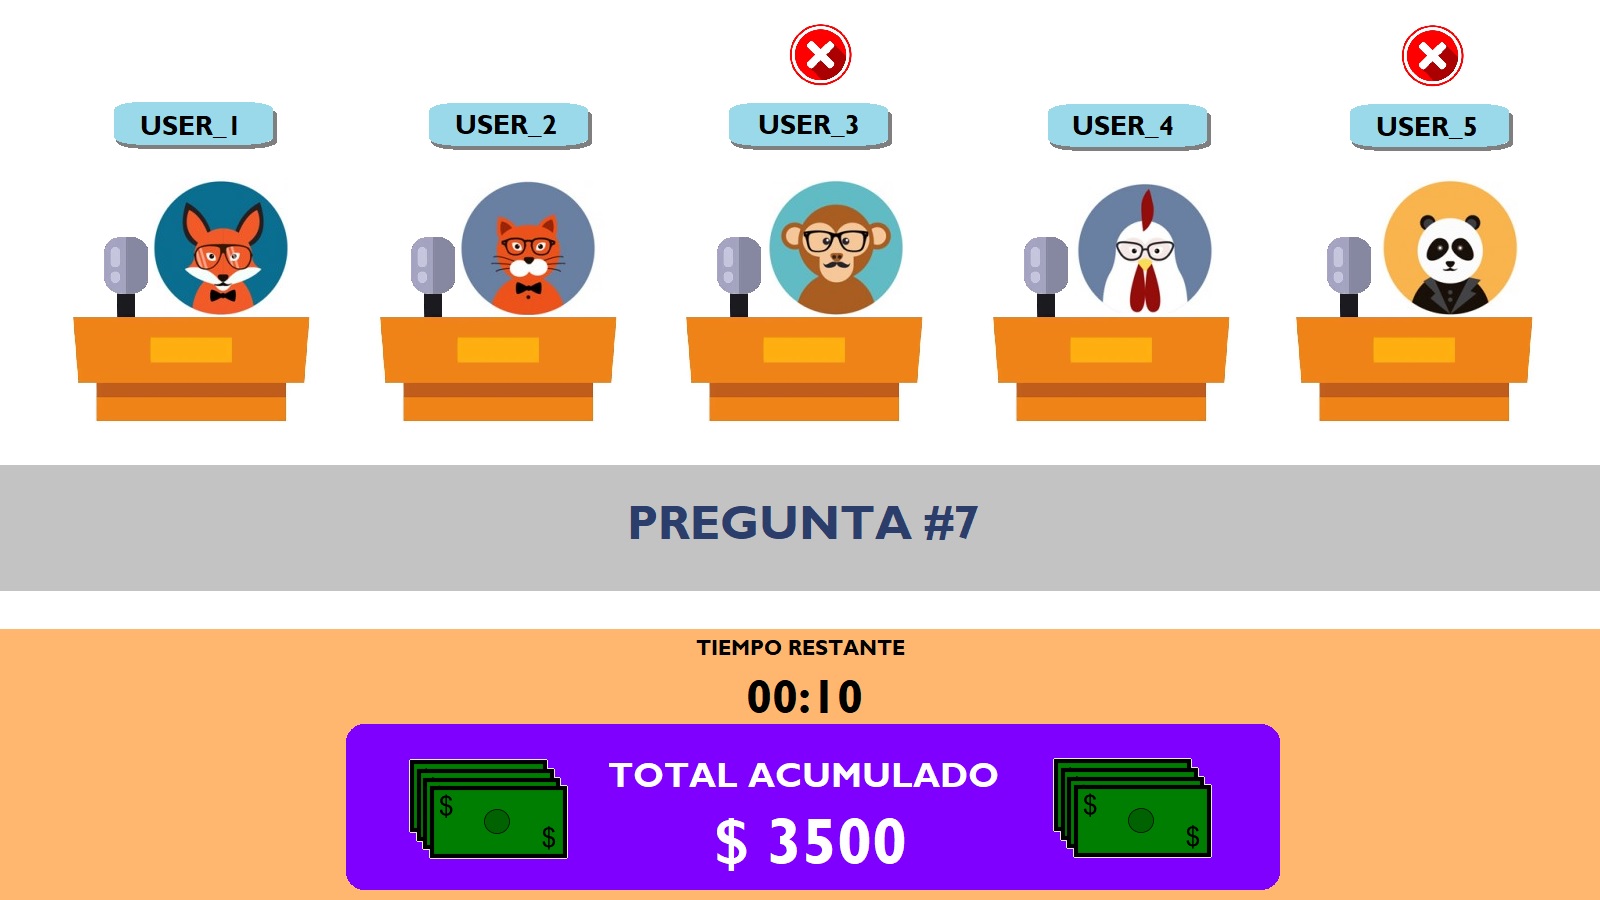 USER_1
USER_2
USER_3
USER_4
USER_5
PREGUNTA #7
TIEMPO RESTANTE
00:10
TOTAL ACUMULADO
$ 3500
$
$
$
$